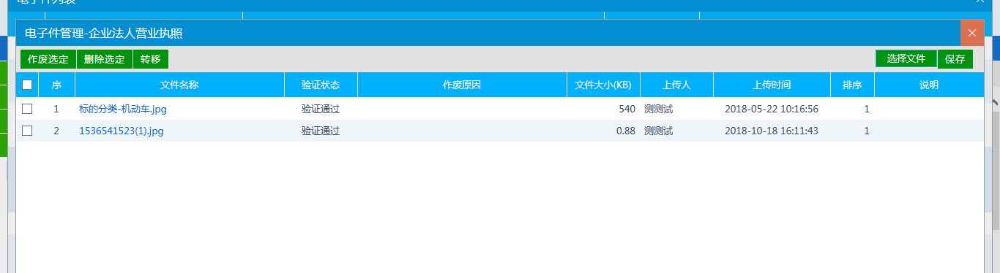 电子件列表
电子件管理-企业法人营业执照
作废选定 删除选定 转移 选择文件 保存
序 文件名称 验证状态 作废原因 文件大小(KB) 上传人 上传时间 排序 说明
1 标的分类-机动车.jpg 验证通过 540 测测试 2018-05-22 10:16:56 1
2 1536541523(1).jpg 验证通过 0.88 测测试 2018-10-18 16:11:43 1